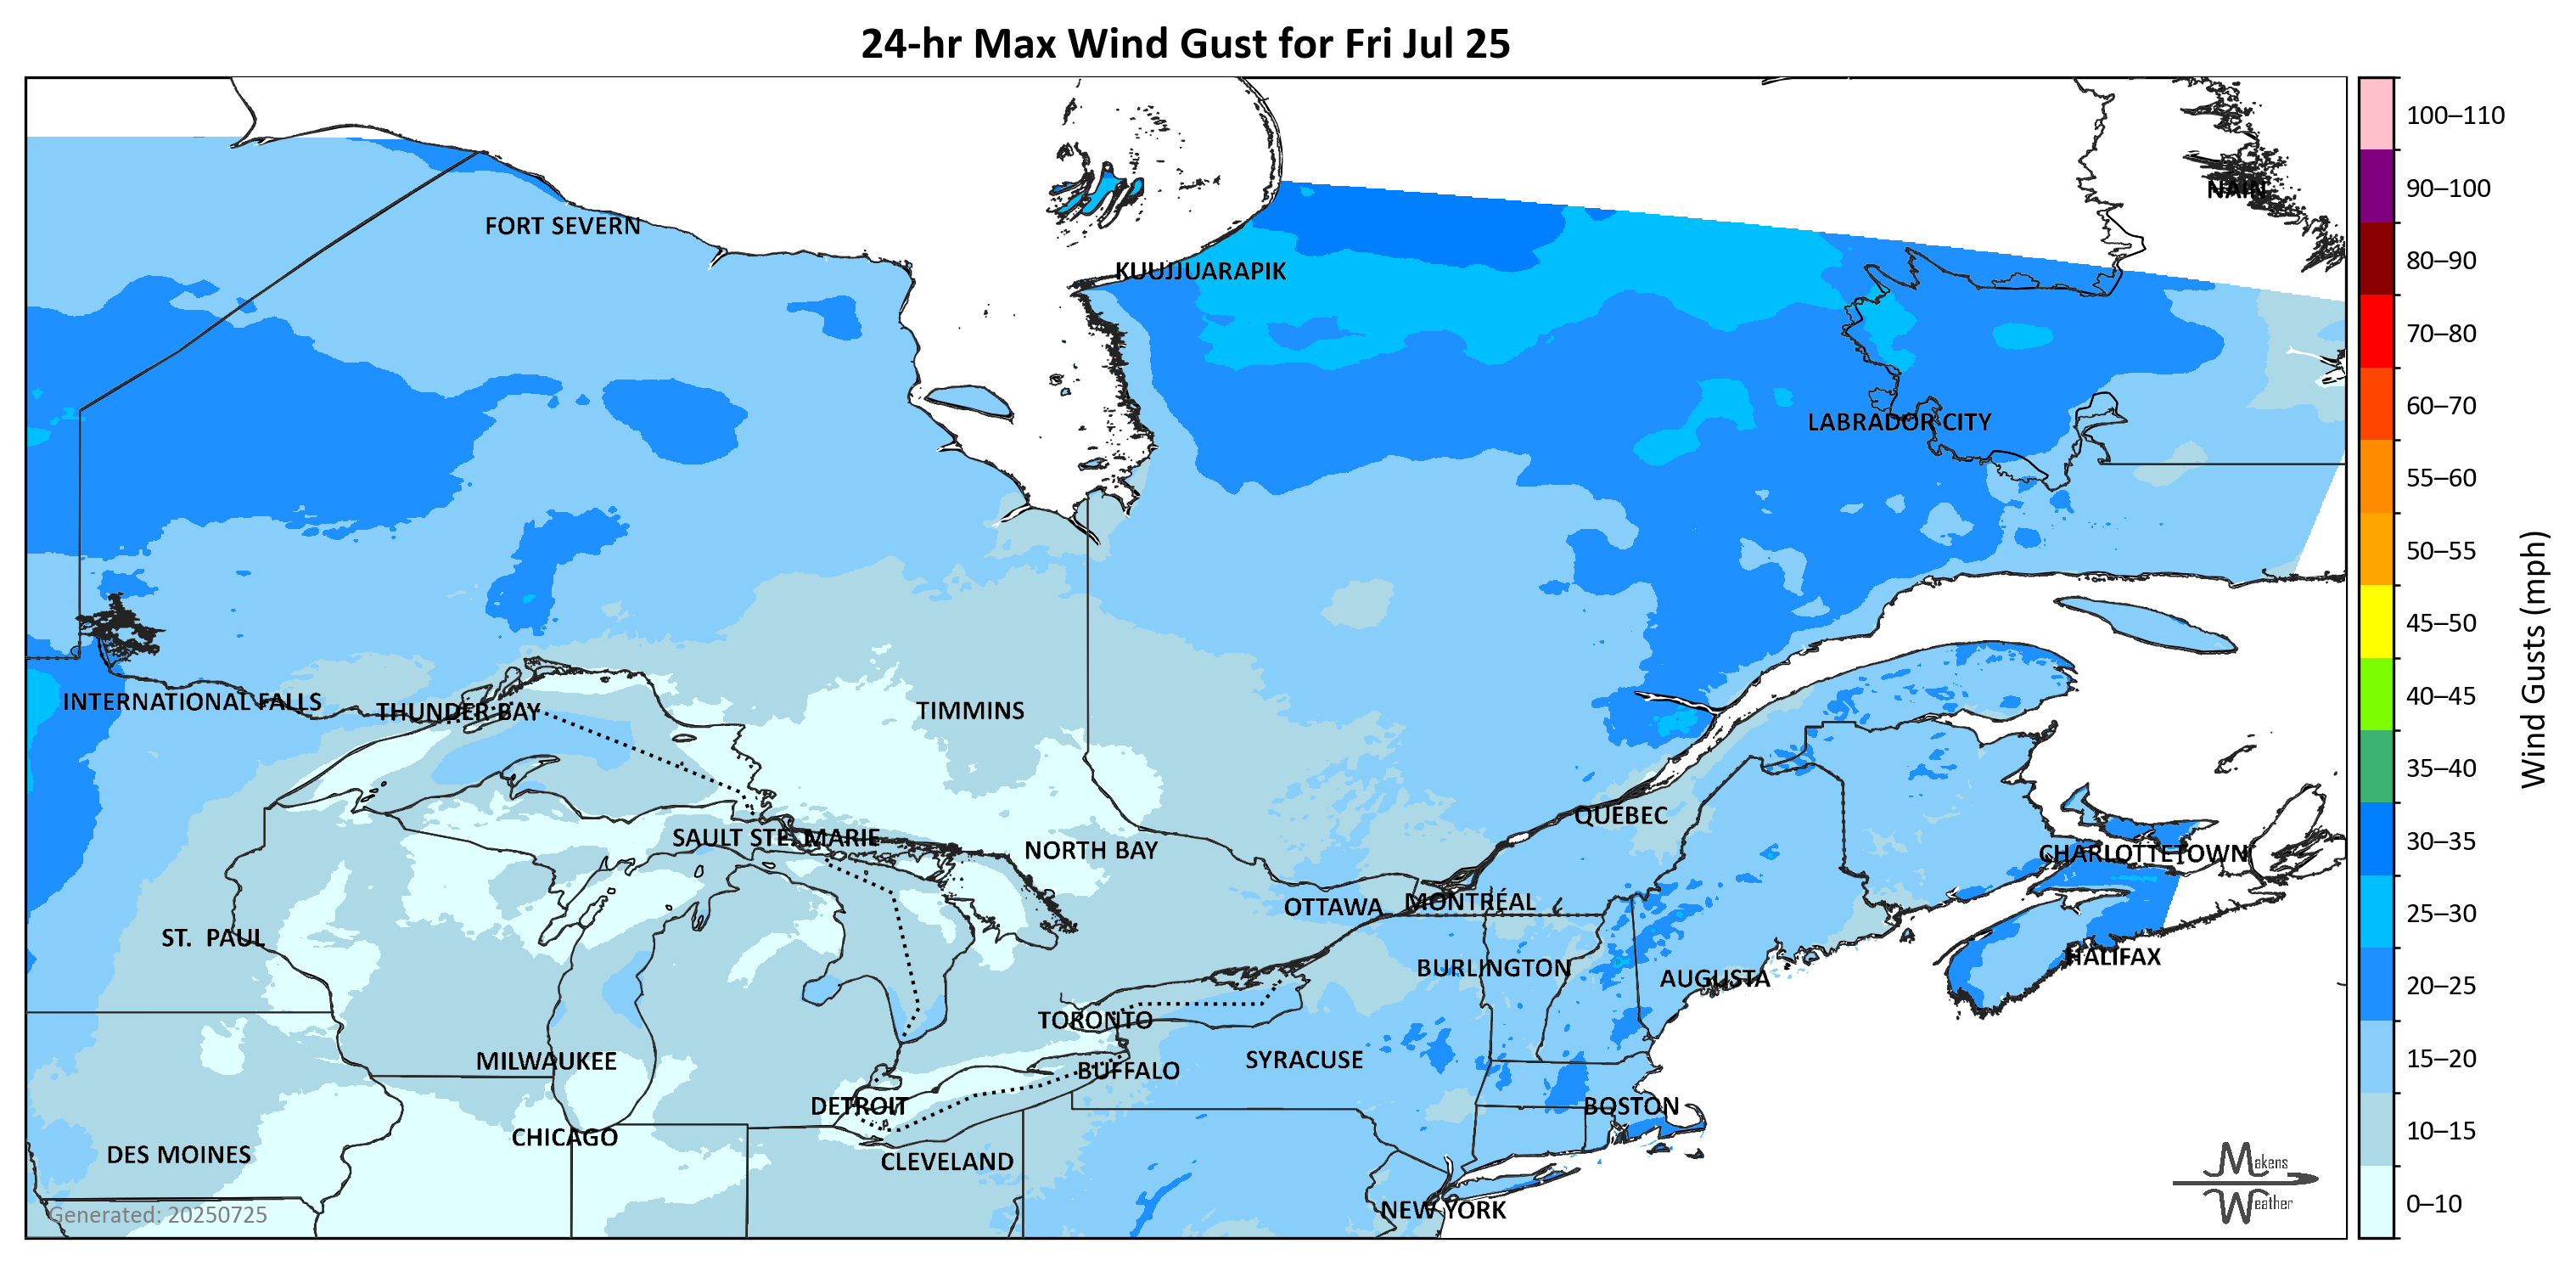 24-hr Max Wind Gust for Fri Jul 25
100–110
90–100
NAIN
FORT SEVERN
80–90
KUUJJUARAPIK
70–80
60–70
LABRADOR CITY
55–60
50–55
45–50
Wind Gusts (mph)
40–45
INTERNATIONAL FALLS
THUNDER BAY
TIMMINS
35–40
QUÉBEC
SAULT STE. MARIE
30–35
NORTH BAY
CHARLOTTETOWN
MONTRÉAL
OTTAWA
25–30
ST. PAUL
HALIFAX
BURLINGTON
AUGUSTA
20–25
TORONTO
MILWAUKEE
SYRACUSE
15–20
BUFFALO
DETROIT
BOSTON
10–15
CHICAGO
DES MOINES
CLEVELAND
Makens
Weather
0–10
NEW YORK
Generated: 20250725